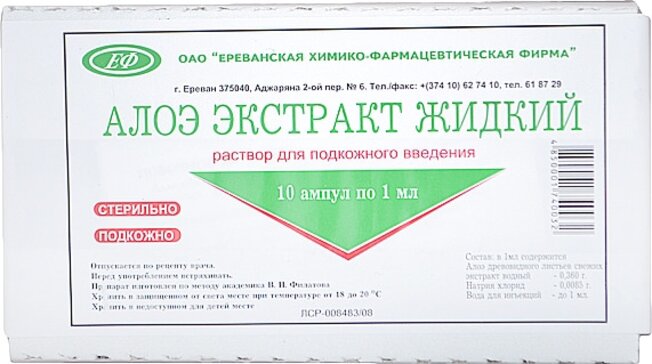 ЕФ
ОАО "ЕРЕВАНСКАЯ ХИМИКО-ФАРМАЦЕВТИЧЕСКАЯ ФИРМА"
г. Ереван 375040, Аджаряна 2-ой пер. № 6. Тел./факс: +(374 10) 62 74 10, тел. 61 87 29
АЛОЭ ЭКСТРАКТ ЖИДКИЙ
раствор для подкожного введения
10 ампул по 1 мл
СТЕРИЛЬНО
ПОДКОЖНО
Отпускается по рецепту врача.
Перед употреблением встряхивать.
Препарат изготовлен по методу академика В. П. Филатова
Хранить в защищенном от света месте при температуре от 18 до 20 °С
Хранить в недоступном для детей месте
ЛСР-008483/08
Состав: в 1мл содержится
Алоэ древовидного листьев свежих
экстракт водный - 0,360 г.
Натрия хлорид - 0,0085 г.
Вода для инъекций - до 1 мл.
4850001740032